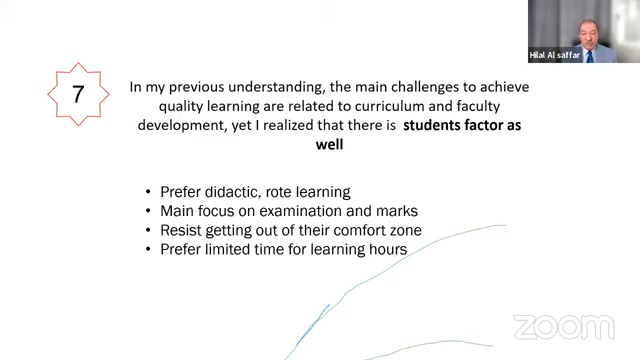 Hilal Al saffar
7
In my previous understanding, the main challenges to achieve
quality learning are related to curriculum and faculty
development, yet I realized that there is students factor as
well
• Prefer didactic, rote learning
• Main focus on examination and marks
• Resist getting out of their comfort zone
• Prefer limited time for learning hours
zoom